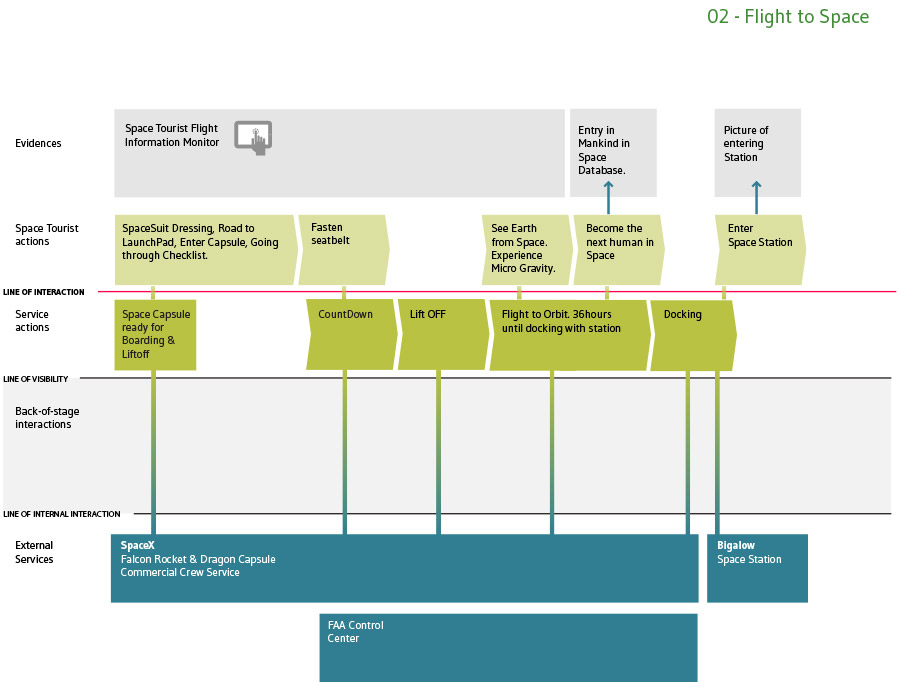 02 - Flight to Space
Evidences
Space Tourist Flight
Information Monitor
Entry in
Mankind in
Space
Database.
Picture of
entering
Station
Space Tourist
actions
SpaceSuit Dressing, Road to
LaunchPad, Enter Capsule, Going
through Checklist.
Fasten
seatbelt
See Earth
from Space.
Experience
Micro Gravity.
Become the
next human in
Space
Enter
Space Station
LINE OF INTERACTION
Service
actions
Space Capsule
ready for
Boarding &
Liftoff
CountDown
Lift OFF
Flight to Orbit. 36hours
until docking with station
Docking
LINE OF VISIBILITY
Back-of-stage
interactions
LINE OF INTERNAL INTERACTION
External
Services
SpaceX
Falcon Rocket & Dragon Capsule
Commercial Crew Service
Bigalow
Space Station
FAA Control
Center